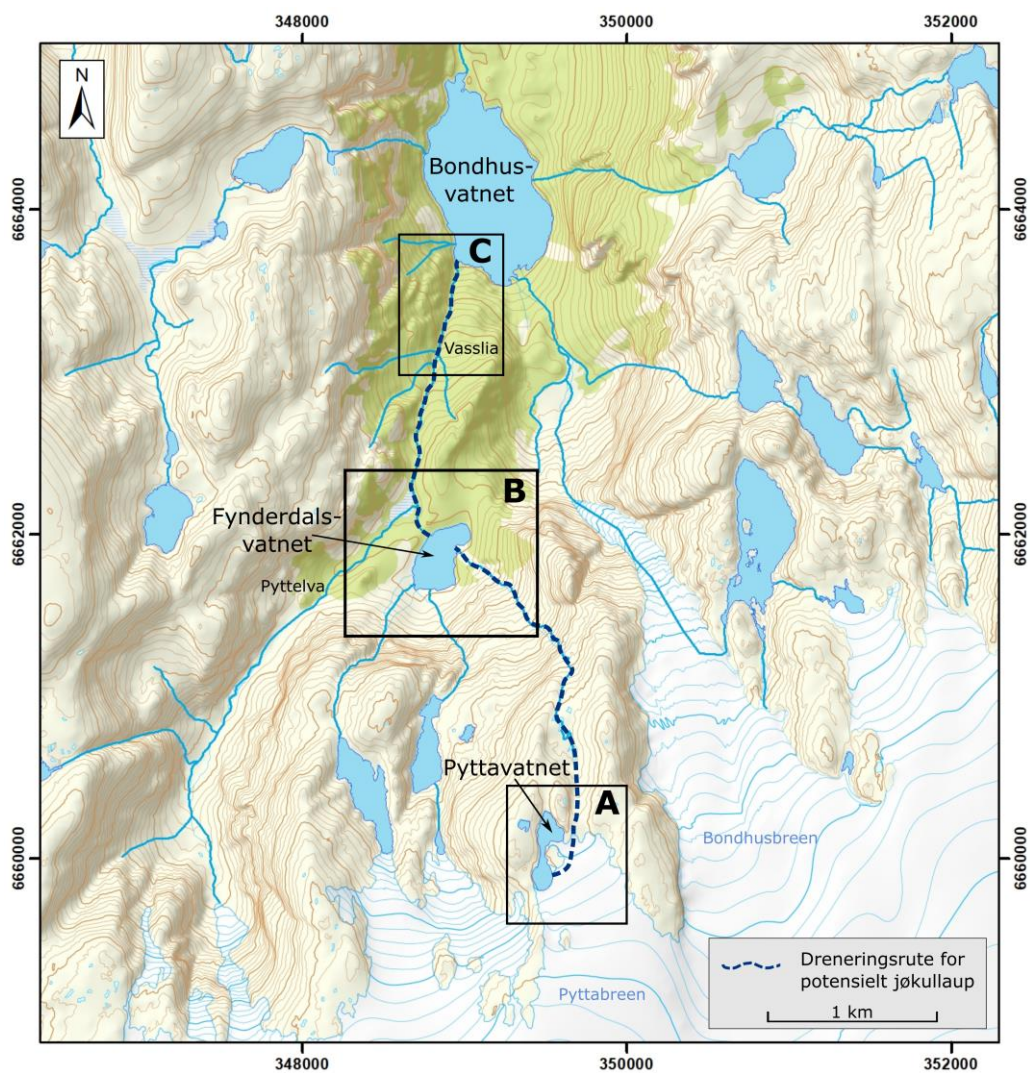 348000
350000
352000
N
Bondhus-
vatnet
6664000
6664000
C
Vasslia
B
Fynderdals-
vatnet
6662000
6662000
Pyttelva
Pyttavatnet
A
Bondhusbreen
6660000
6660000
Dreneringsrute for
potensielt jøkullaup
Pyttabreen
1 km
348000
350000
352000